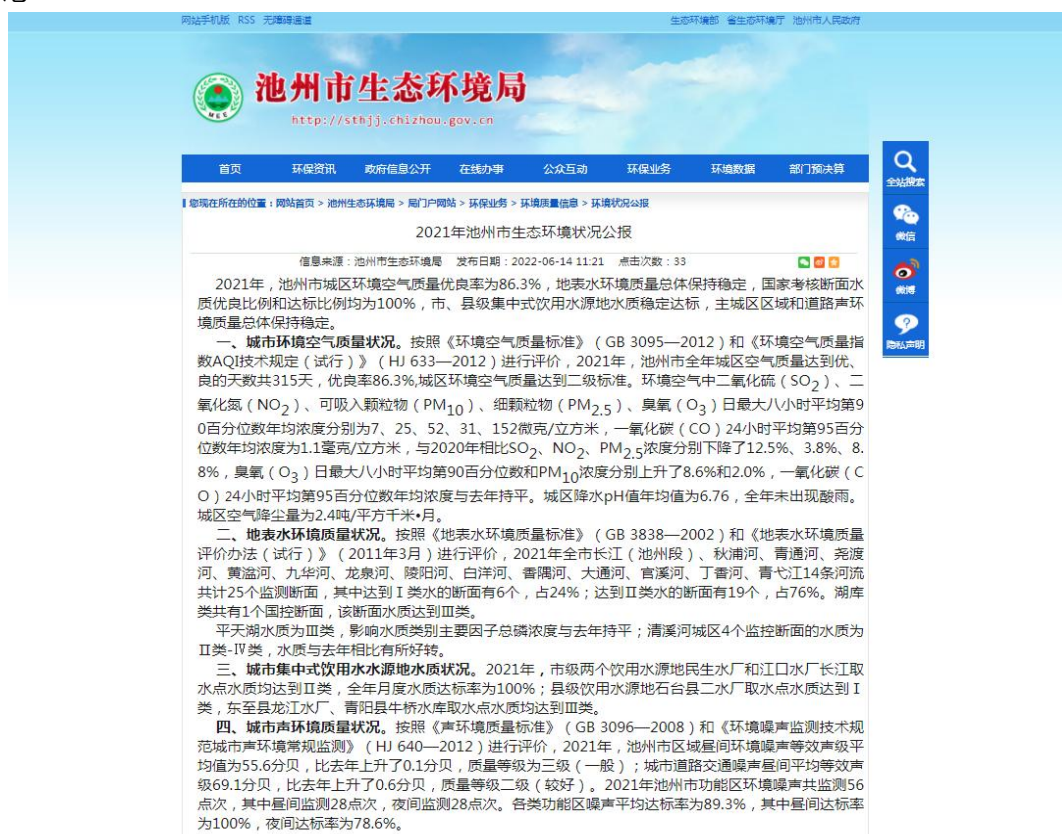 网站手机版 RSS 无障碍通道
生态环境部 省生态环境厅 池州市人民政府
MEE
池州市生态环境局
http://sthjj.chizhou.gov.cn
首页 环保资讯 政府信息公开 在线办事 公众互动 环保业务 环境数据 部门预决算
全站搜索
微信
微博
隐私声明
您现在所在的位置:网站首页 > 池州生态环境局 > 局门户网站 > 环保业务 > 环境质量信息 > 环境状况公报
2021年池州市生态环境状况公报
信息来源:池州市生态环境局 发布日期:2022-06-14 11:21 点击次数:33
2021年,池州市城区环境空气质量优良率为86.3%,地表水环境质量总体保持稳定,国家考核断面水
质优良比例和达标比例均为100%,市、县级集中式饮用水源地水质稳定达标,主城区区域和道路声环
境质量总体保持稳定。
一、城市环境空气质量状况。按照《环境空气质量标准》(GB 3095—2012)和《环境空气质量指
数AQI技术规定(试行)》(HJ 633—2012)进行评价,2021年,池州市全年城区空气质量达到优、
良的天数共315天,优良率86.3%,城区环境空气质量达到二级标准。环境空气中二氧化硫(SO2)、二
氧化氮(NO2)、可吸入颗粒物(PM10)、细颗粒物(PM2.5)、臭氧(O3)日最大八小时平均第9
0百分位数年均浓度分别为7、25、52、31、152微克/立方米,一氧化碳(CO)24小时平均第95百分
位数年均浓度为1.1毫克/立方米,与2020年相比SO2、NO2、PM2.5浓度分别下降了12.5%、3.8%、8.
8%,臭氧(O3)日最大八小时平均第90百分位数和PM10浓度分别上升了8.6%和2.0%,一氧化碳(C
O)24小时平均第95百分位数年均浓度与去年持平。城区降水pH值年均值为6.76,全年未出现酸雨。
城区空气降尘量为2.4吨/平方千米•月。
二、地表水环境质量状况。按照《地表水环境质量标准》(GB 3838—2002)和《地表水环境质量
评价办法(试行)》(2011年3月)进行评价,2021年全市长江(池州段)、秋浦河、青通河、尧渡
河、黄湓河、九华河、龙泉河、陵阳河、白洋河、香隅河、大通河、官溪河、丁香河、青弋江14条河流
共计25个监测断面,其中达到Ⅰ类水的断面有6个,占24%;达到Ⅱ类水的断面有19个,占76%。湖库
类共有1个国控断面,该断面水质达到Ⅲ类。
平天湖水质为Ⅲ类,影响水质类别主要因子总磷浓度与去年持平;清溪河城区4个监控断面的水质为
Ⅱ类-Ⅳ类,水质与去年相比有所好转。
三、城市集中式饮用水水源地水质状况。2021年,市级两个饮用水源地民生水厂和江口水厂长江取
水点水质均达到Ⅱ类,全年月度水质达标率为100%;县级饮用水源地石台县二水厂取水点水质达到Ⅰ
类,东至县龙江水厂、青阳县牛桥水库取水点水质均达到Ⅲ类。
四、城市声环境质量状况。按照《声环境质量标准》(GB 3096—2008)和《环境噪声监测技术规
范城市声环境常规监测》(HJ 640—2012)进行评价,2021年,池州市区域昼间环境噪声等效声级平
均值为55.6分贝,比去年上升了0.1分贝,质量等级为三级(一般);城市道路交通噪声昼间平均等效声
级69.1分贝,比去年上升了0.6分贝,质量等级二级(较好)。2021年池州市功能区环境噪声共监测56
点次,其中昼间监测28点次,夜间监测28点次。各类功能区噪声平均达标率为89.3%,其中昼间达标率
为100%,夜间达标率为78.6%。